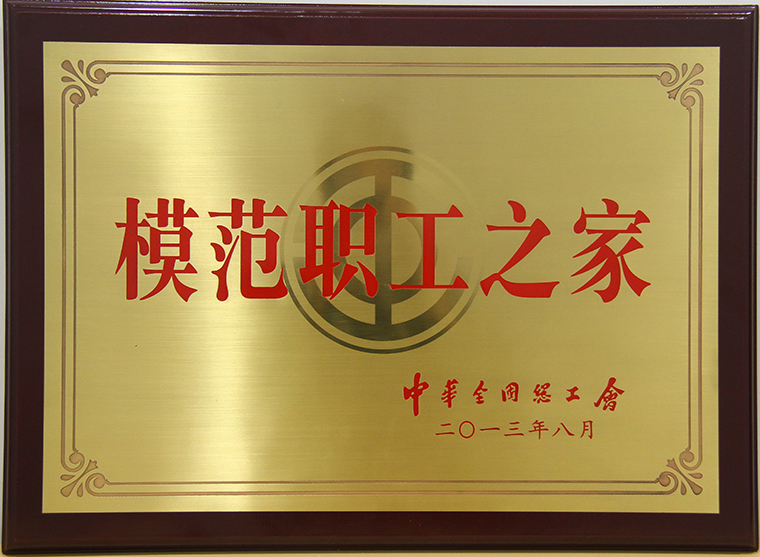 模范职工之家
中华全国总工會
二〇一三年八月